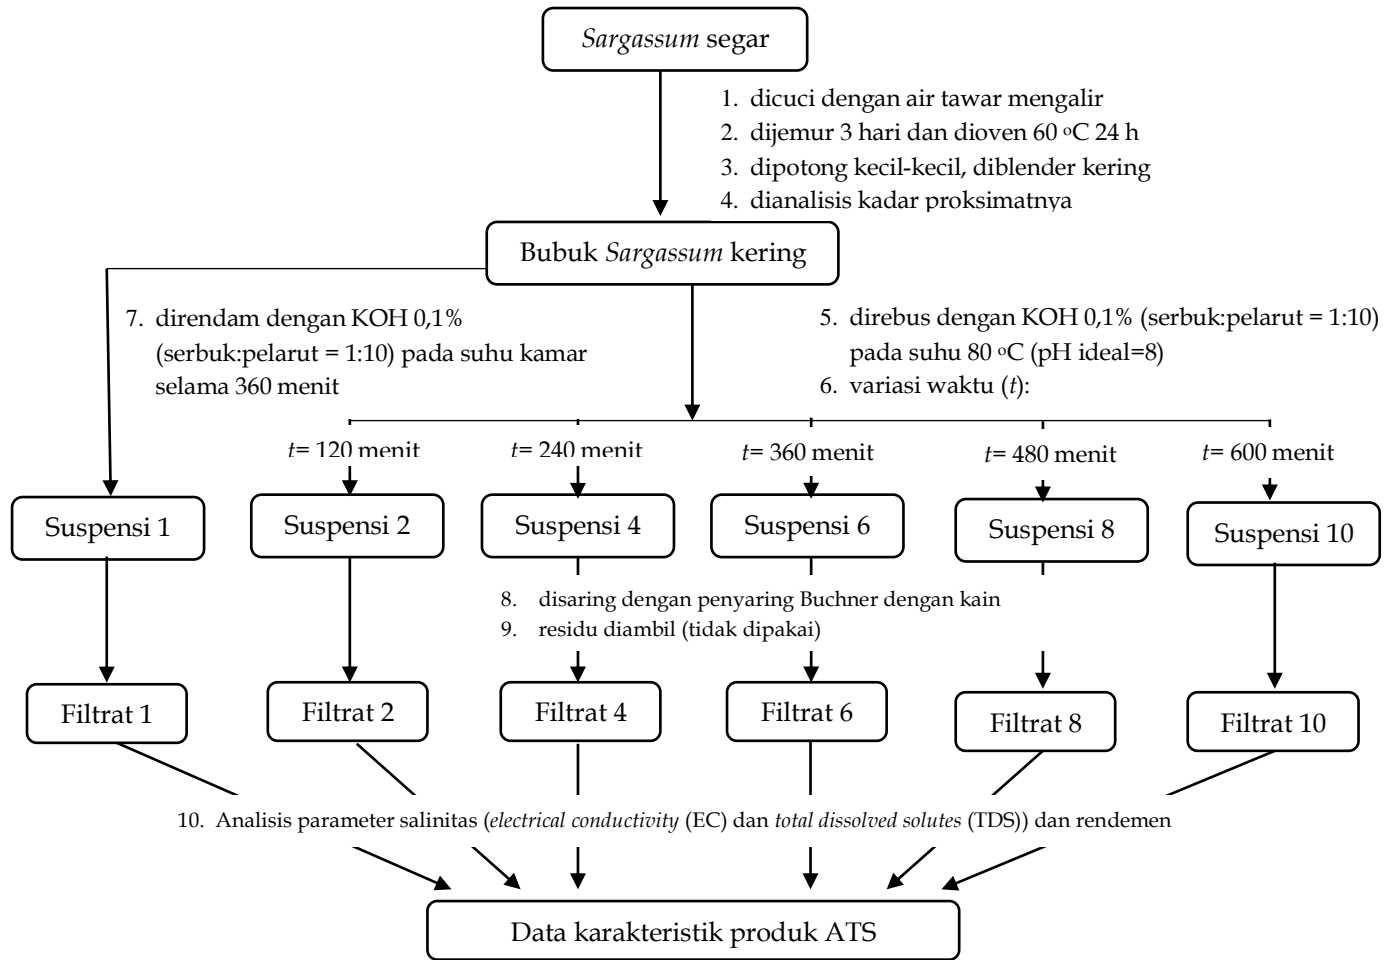 Sargassum segar
1. dicuci dengan air tawar mengalir
2. dijemur 3 hari dan dioven 60 ºC 24 h
3. dipotong kecil-kecil, diblender kering
4. dianalisis kadar proksimatnya
Bubuk Sargassum kering
7. direndam dengan KOH 0,1%
(serbuk:pelarut = 1:10) pada suhu kamar
selama 360 menit
5. direbus dengan KOH 0,1% (serbuk:pelarut = 1:10)
pada suhu 80 ºC (pH ideal=8)
6. variasi waktu (t):
t= 120 menit
t= 240 menit
t= 360 menit
t= 480 menit
t= 600 menit
Suspensi 1
Suspensi 2
Suspensi 4
Suspensi 6
Suspensi 8
Suspensi 10
8. disaring dengan penyaring Buchner dengan kain
9. residu diambil (tidak dipakai)
Filtrat 1
Filtrat 2
Filtrat 4
Filtrat 6
Filtrat 8
Filtrat 10
10. Analisis parameter salinitas (electrical conductivity (EC) dan total dissolved solutes (TDS)) dan rendemen
Data karakteristik produk ATS